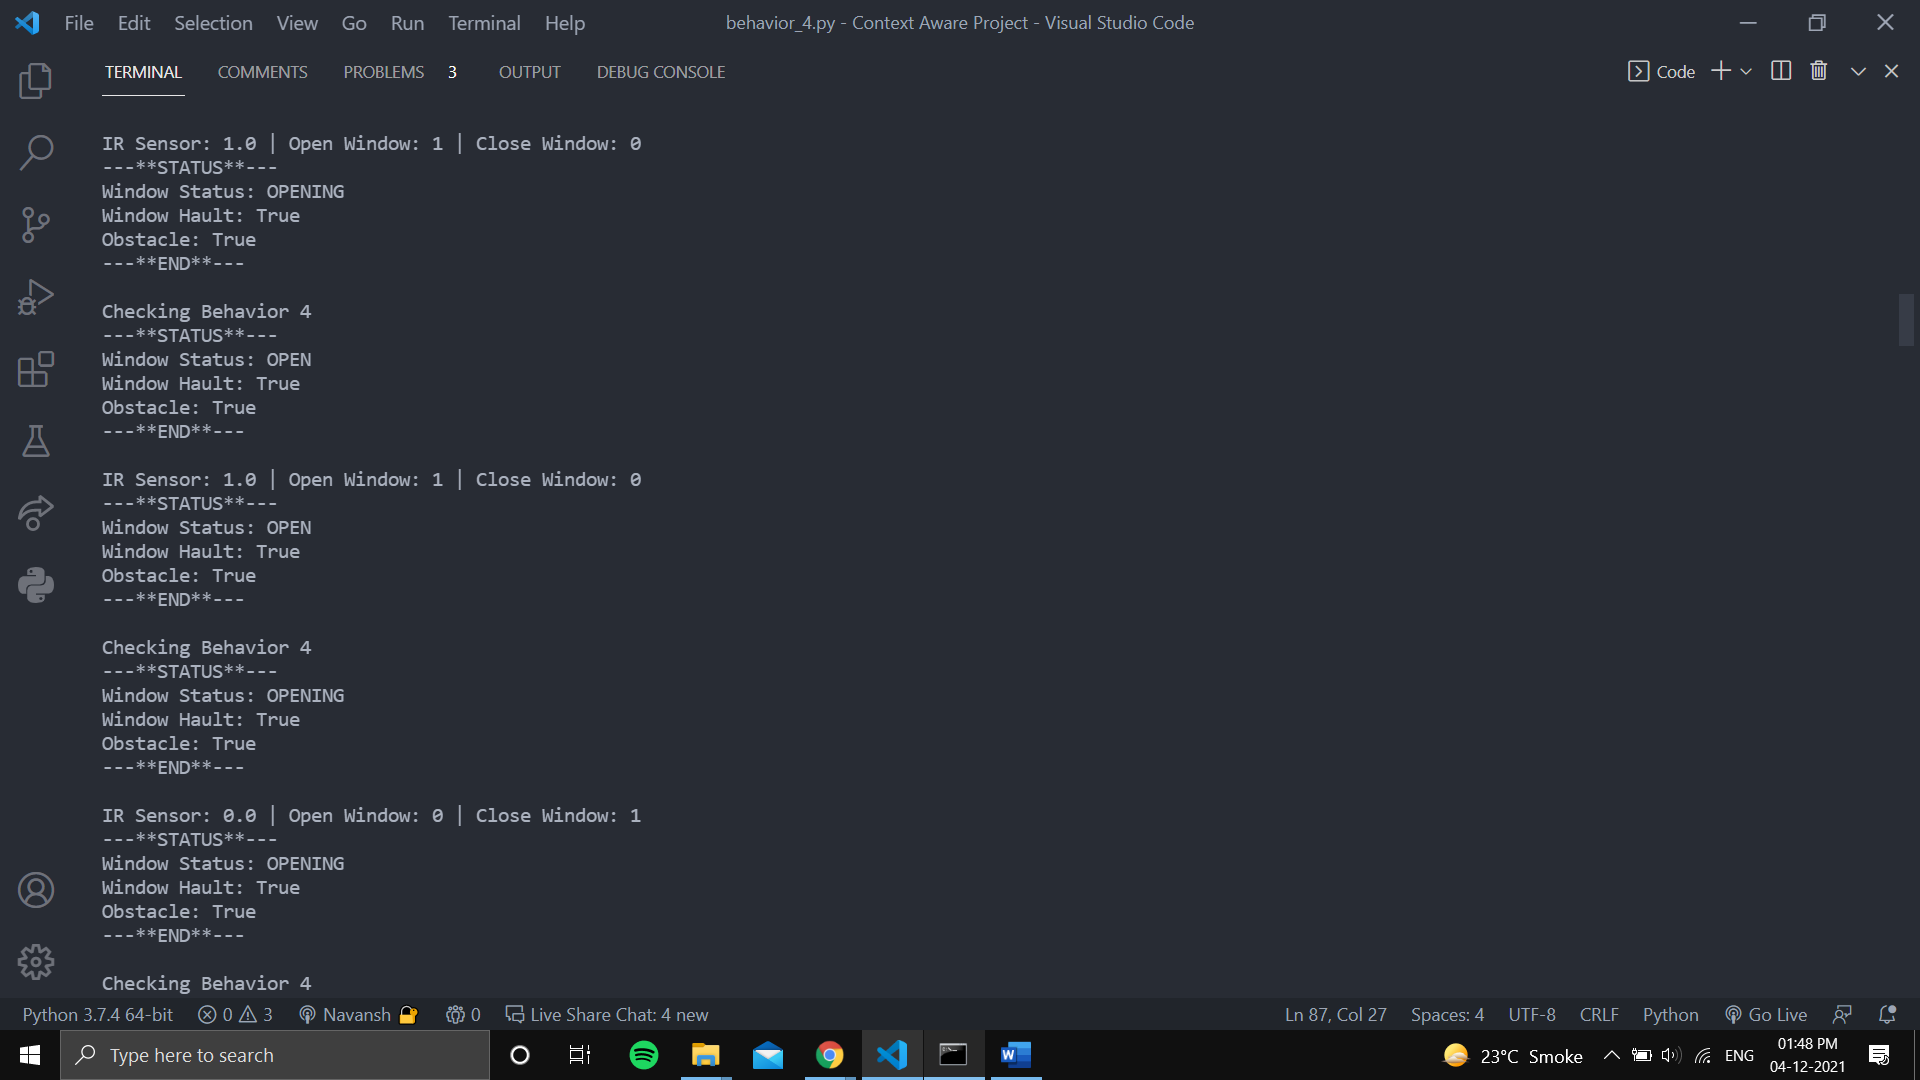 File Edit Selection View Go Run Terminal Help behavior_4.py - Context Aware Project - Visual Studio Code
TERMINAL COMMENTS PROBLEMS 3 OUTPUT DEBUG CONSOLE Code
IR Sensor: 1.0 | Open Window: 1 | Close Window: 0
---**STATUS**---
Window Status: OPENING
Window Hault: True
Obstacle: True
---**END**---
Checking Behavior 4
---**STATUS**---
Window Status: OPEN
Window Hault: True
Obstacle: True
---**END**---
IR Sensor: 1.0 | Open Window: 1 | Close Window: 0
---**STATUS**---
Window Status: OPEN
Window Hault: True
Obstacle: True
---**END**---
Checking Behavior 4
---**STATUS**---
Window Status: OPENING
Window Hault: True
Obstacle: True
---**END**---
IR Sensor: 0.0 | Open Window: 0 | Close Window: 1
---**STATUS**---
Window Status: OPENING
Window Hault: True
Obstacle: True
---**END**---
Checking Behavior 4
Python 3.7.4 64-bit 0 3 Navansh 0 Live Share Chat: 4 new Ln 87, Col 27 Spaces: 4 UTF-8 CRLF Python Go Live
Type here to search 23°C Smoke ENG 01:48 PM
04-12-2021